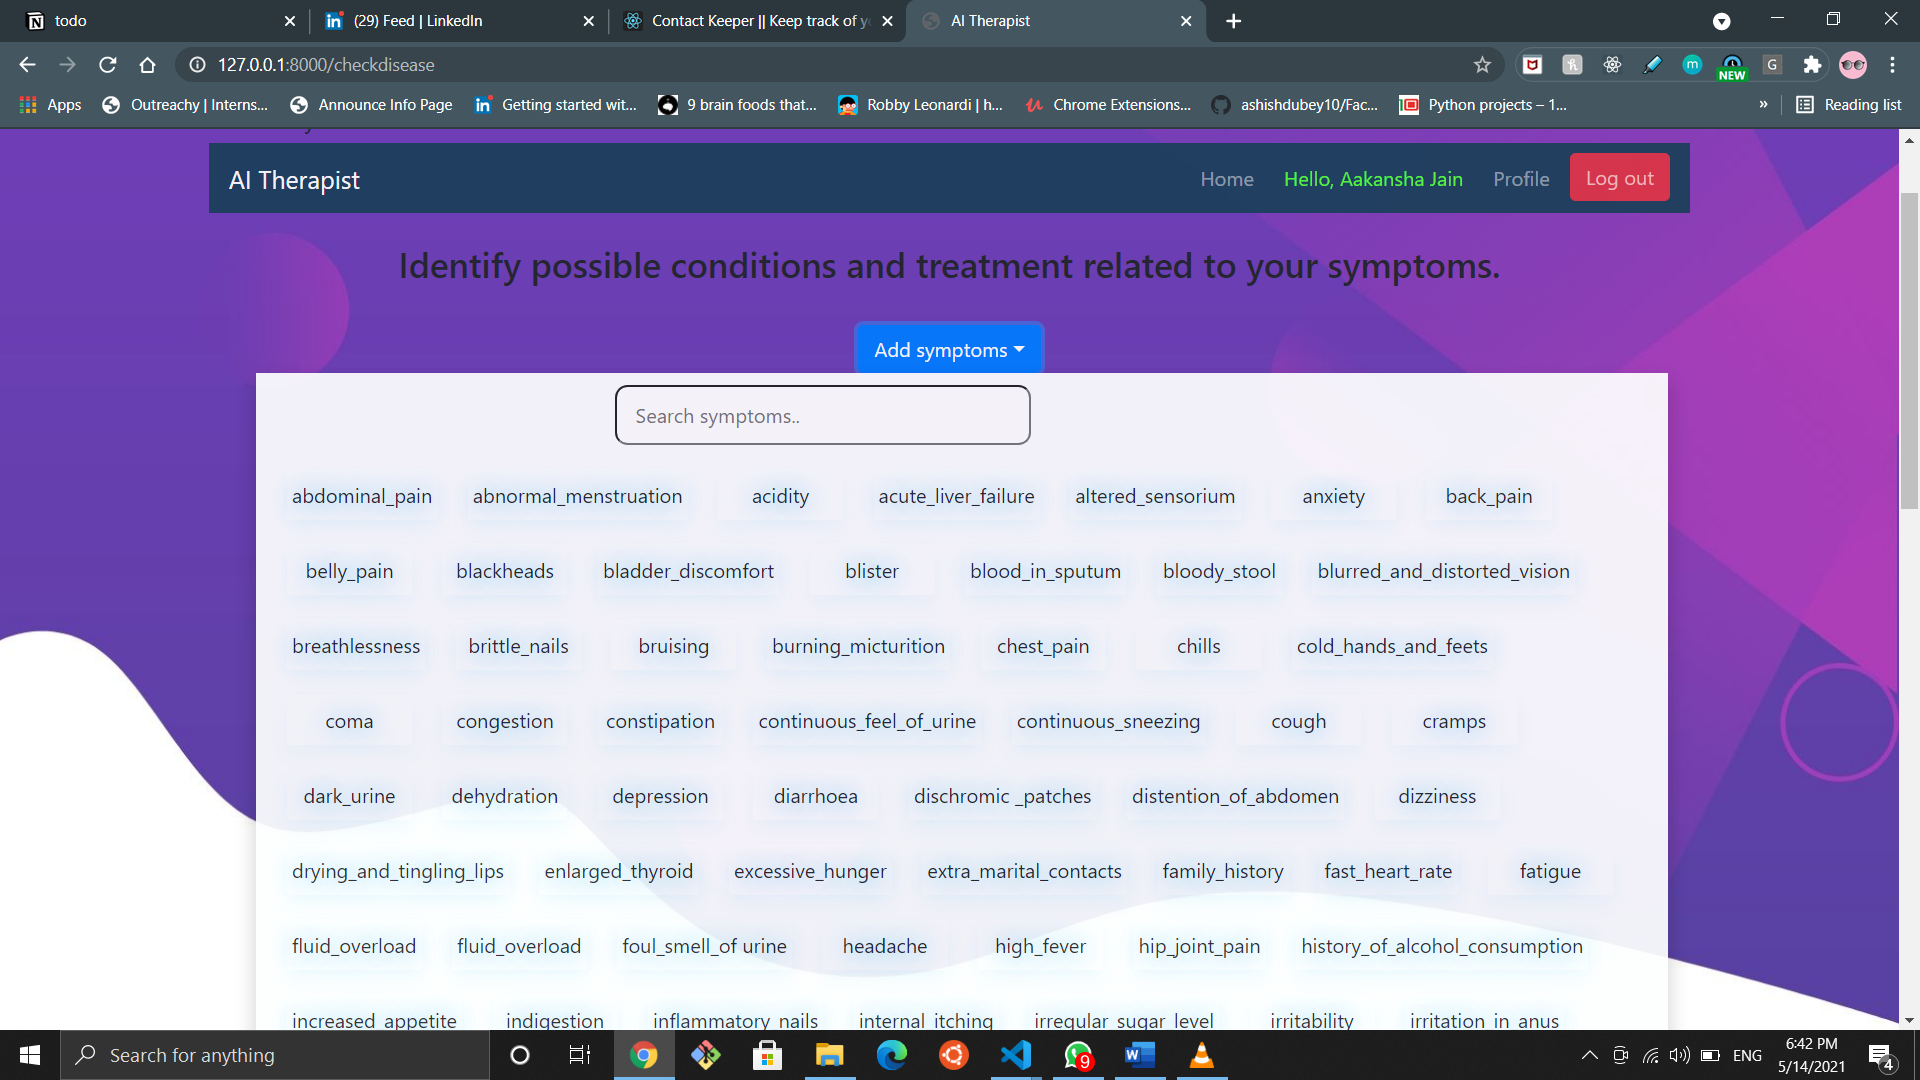 todo
(29) Feed | LinkedIn
Contact Keeper || Keep track of yo
AI Therapist
127.0.0.1:8000/checkdisease
NEW
G
Apps
Outreachy | Interns...
Announce Info Page
Getting started wit...
9 brain foods that...
Robby Leonardi | h...
Chrome Extensions...
ashishdubey10/Fac...
Python projects – 1...
»
Reading list
AI Therapist
Home
Hello, Aakansha Jain
Profile
Log out
Identify possible conditions and treatment related to your symptoms.
Add symptoms
Search symptoms..
abdominal_pain abnormal_menstruation acidity acute_liver_failure altered_sensorium anxiety back_pain
belly_pain blackheads bladder_discomfort blister blood_in_sputum bloody_stool blurred_and_distorted_vision
breathlessness brittle_nails bruising burning_micturition chest_pain chills cold_hands_and_feets
coma congestion constipation continuous_feel_of_urine continuous_sneezing cough cramps
dark_urine dehydration depression diarrhoea dischromic _patches distention_of_abdomen dizziness
drying_and_tingling_lips enlarged_thyroid excessive_hunger extra_marital_contacts family_history fast_heart_rate fatigue
fluid_overload fluid_overload foul_smell_of urine headache high_fever hip_joint_pain history_of_alcohol_consumption
increased_appetite indigestion inflammatory_nails internal_itching irregular_sugar_level irritability irritation_in_anus
Search for anything
9
ENG
6:42 PM
5/14/2021
4